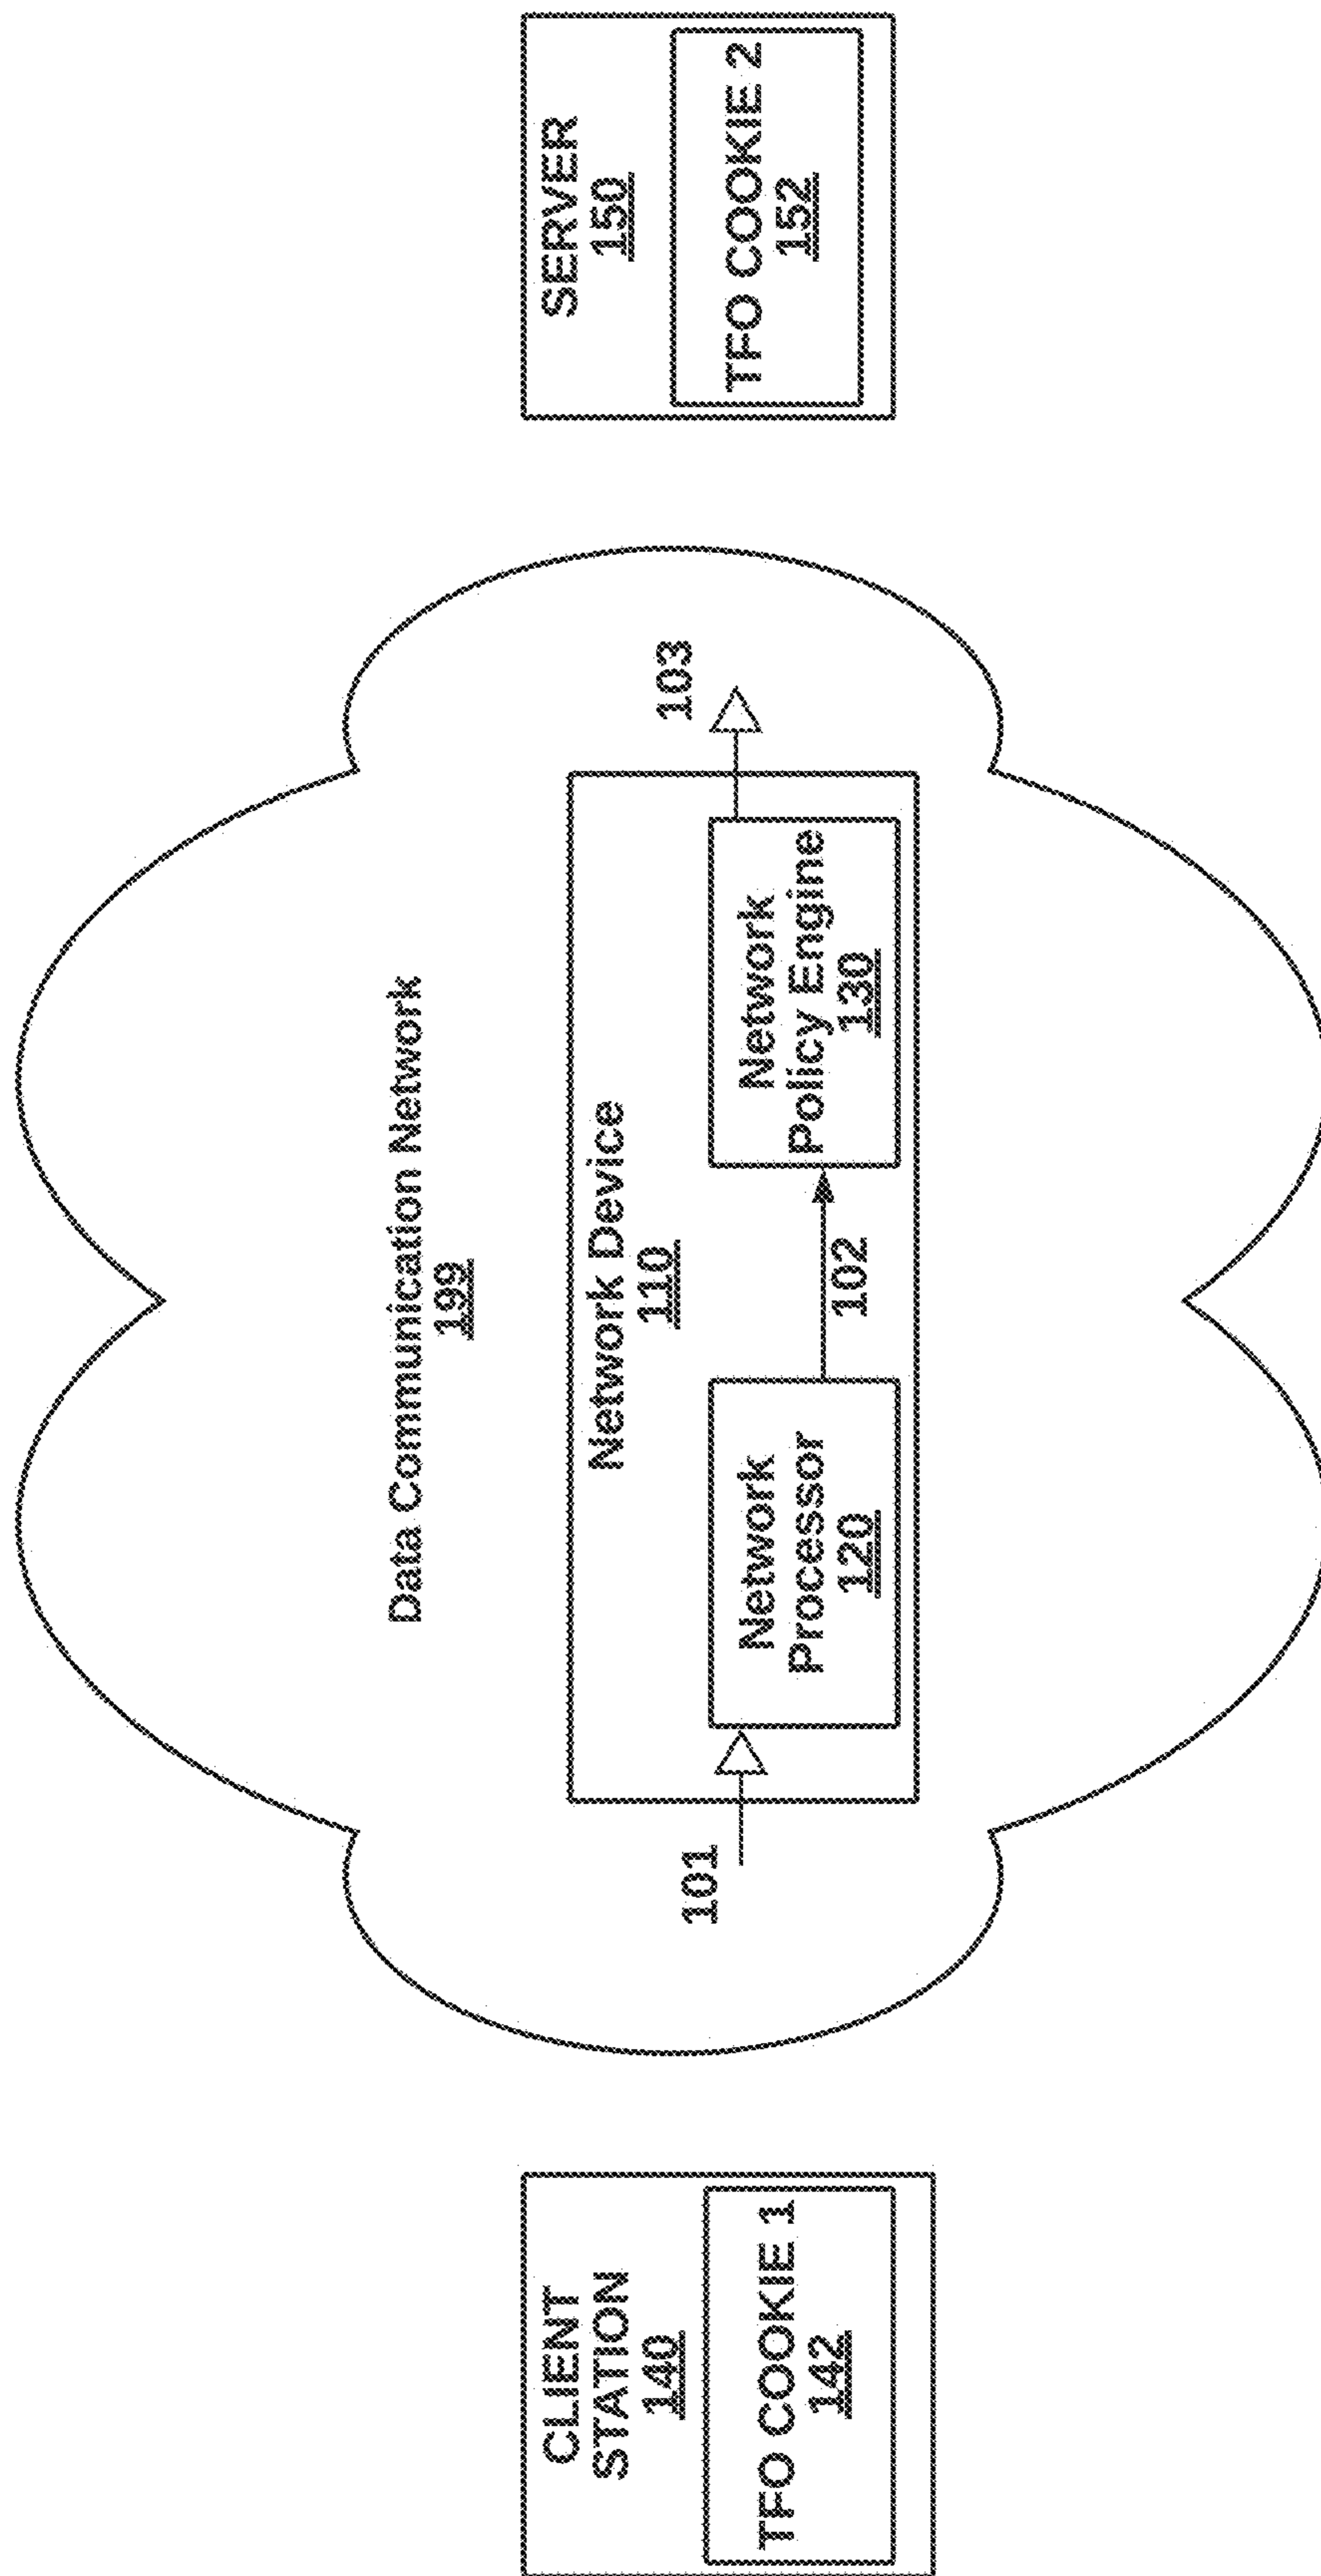 CLIENT
STATION
140
TFO COOKIE 1
142
Data Communication Network
199
Network Device
110
101
Network
Processor
120
102
Network
Policy Engine
130
103
SERVER
150
TFO COOKIE 2
152